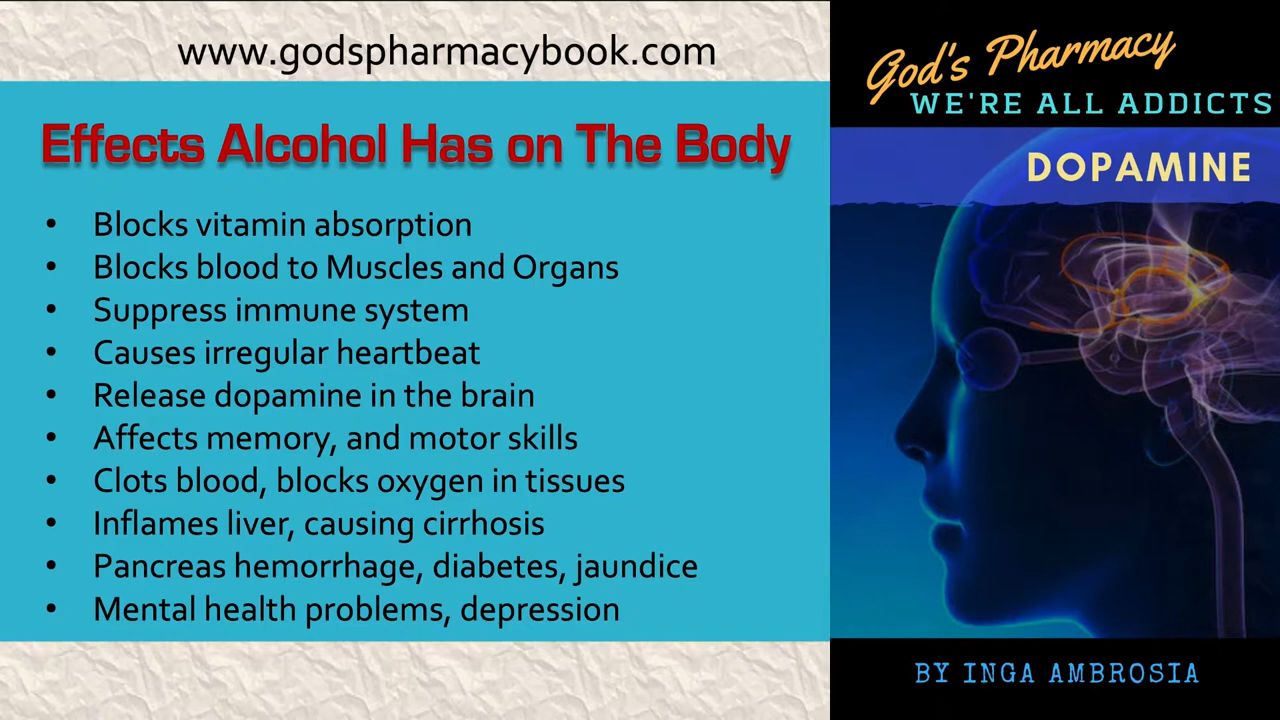 www.godspharmacybook.com
Effects Alcohol Has on The Body
• Blocks vitamin absorption
• Blocks blood to Muscles and Organs
• Suppress immune system
• Causes irregular heartbeat
• Release dopamine in the brain
• Affects memory, and motor skills
• Clots blood, blocks oxygen in tissues
• Inflames liver, causing cirrhosis
• Pancreas hemorrhage, diabetes, jaundice
• Mental health problems, depression
God's Pharmacy
WE'RE ALL ADDICTS
DOPAMINE
BY INGA AMBROSIA